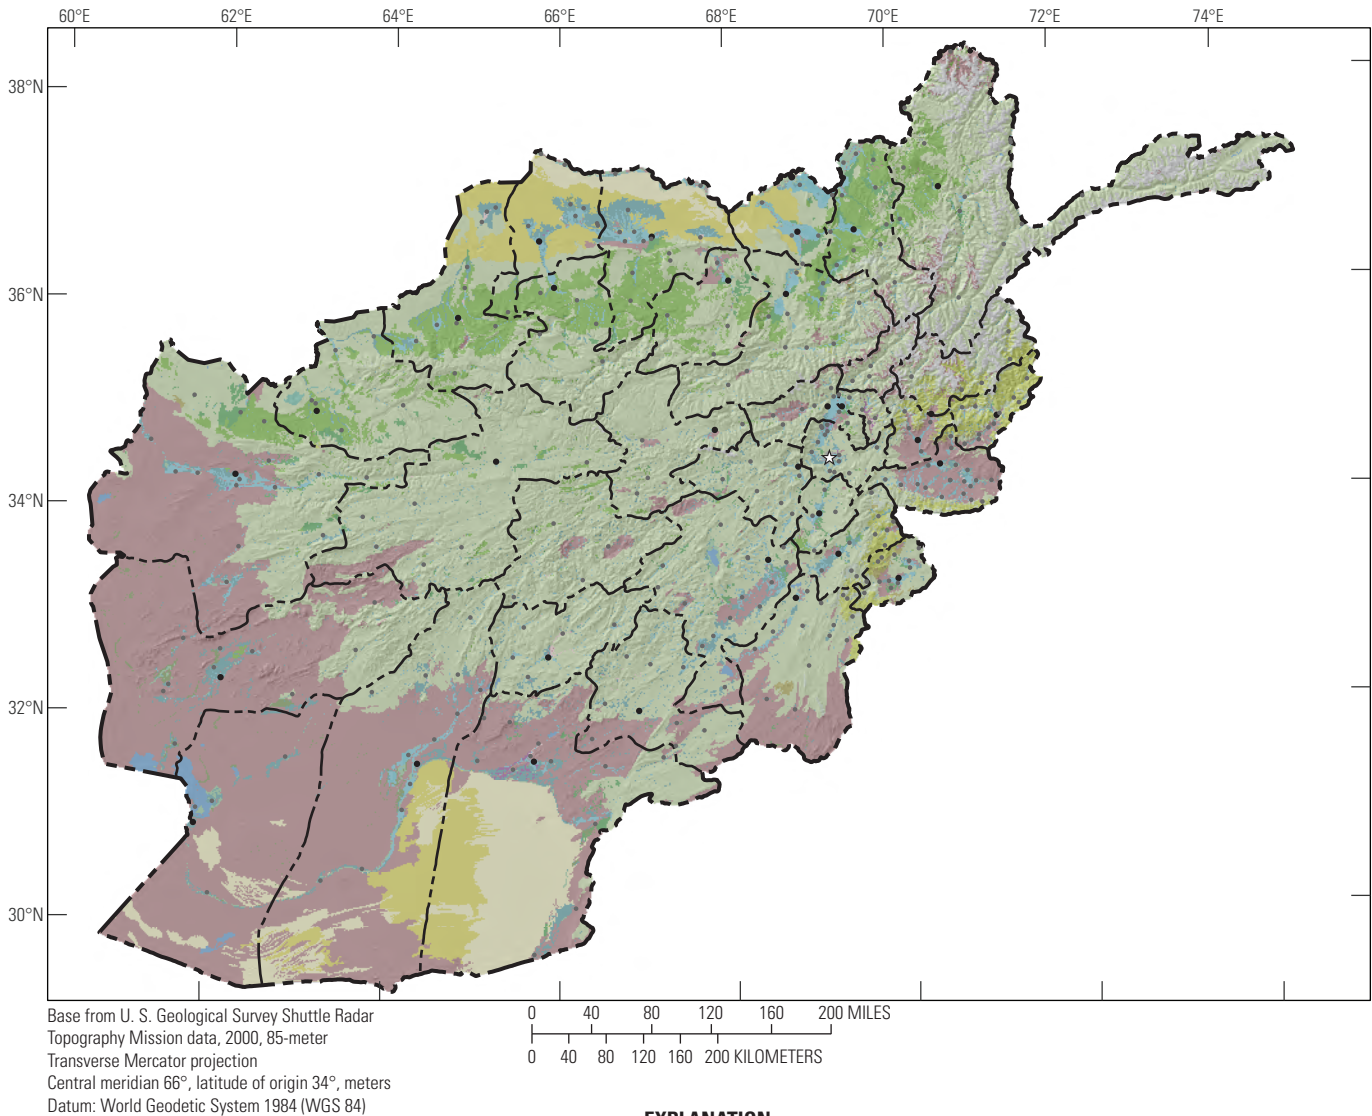 60°E 62°E 64°E 66°E 68°E 70°E 72°E 74°E
38°N
36°N
34°N
32°N
30°N
Base from U. S. Geological Survey Shuttle Radar
Topography Mission data, 2000, 85-meter
Transverse Mercator projection
Central meridian 66°, latitude of origin 34°, meters
Datum: World Geodetic System 1984 (WGS 84)
0 40 80 120 160 200 MILES
0 40 80 120 160 200 KILOMETERS
EXPLANATION